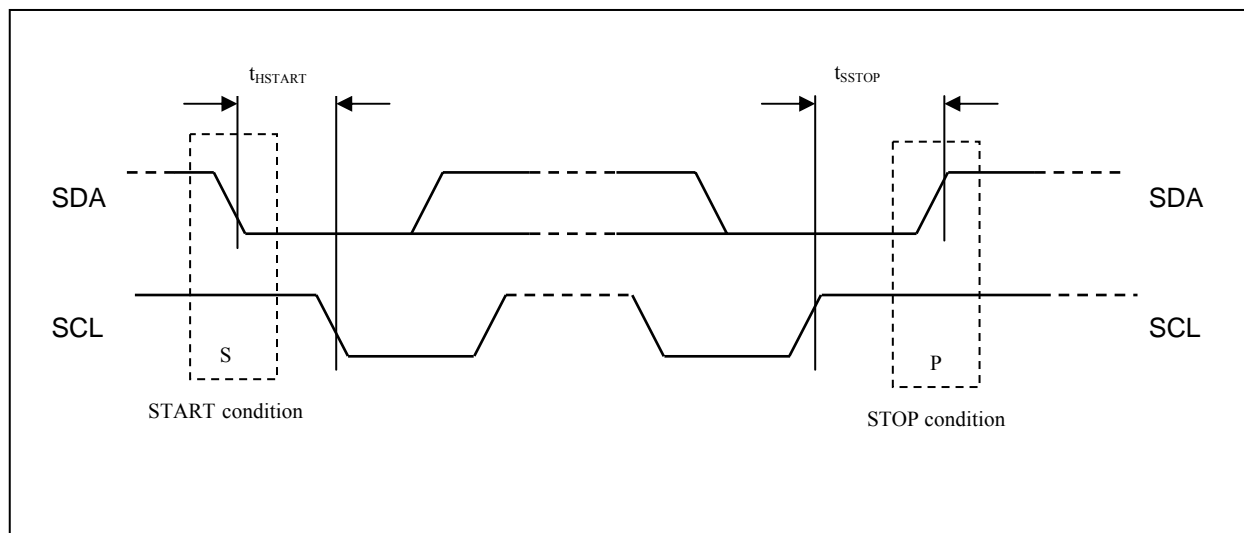 tHSTART
tSSTOP
SDA
SDA
SCL
SCL
S
P
START condition
STOP condition